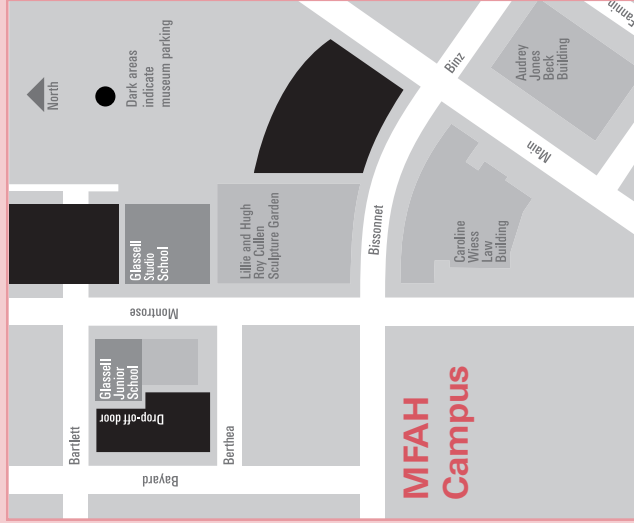 North
Dark areas
indicate
museum parking
Binz
Audrey
Jones
Beck
Building
Main
Glassell
Studio
School
Lillie and Hugh
Roy Cullen
Sculpture Garden
Bissonnet
Caroline
Wiess
Law
Building
Montrose
Glassell
Junior
School
Drop-off door
Bartlett
Berthea
Bayard
MFAH
Campus